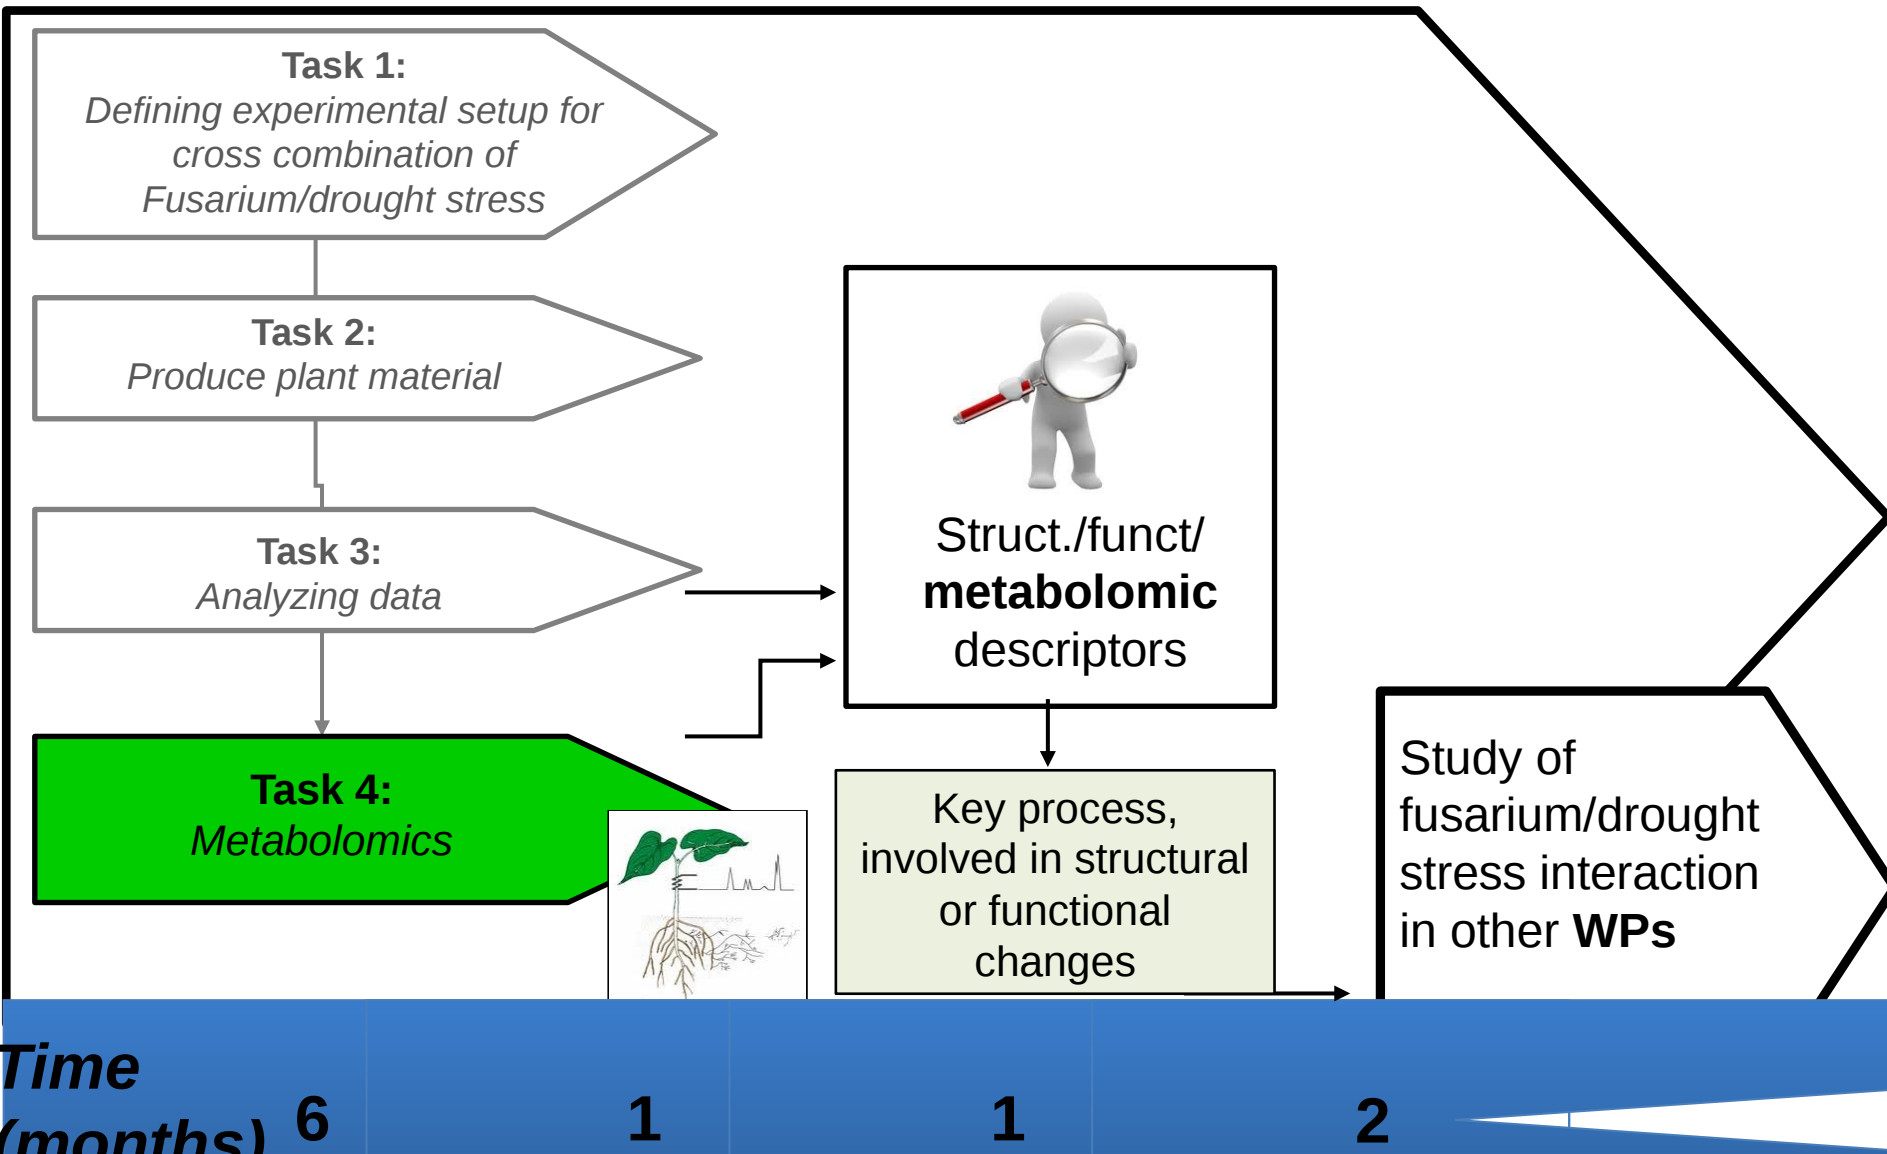 Task 1:
Defining experimental setup for
cross combination of
Fusarium/drought stress
Task 2:
Produce plant material
Task 3:
Analyzing data
Task 4:
Metabolomics
Struct./funct/
metabolomic
descriptors
Key process,
involved in structural
or functional
changes
Study of
fusarium/drought
stress interaction
in other WPs
Time
(months)
6
1
1
2